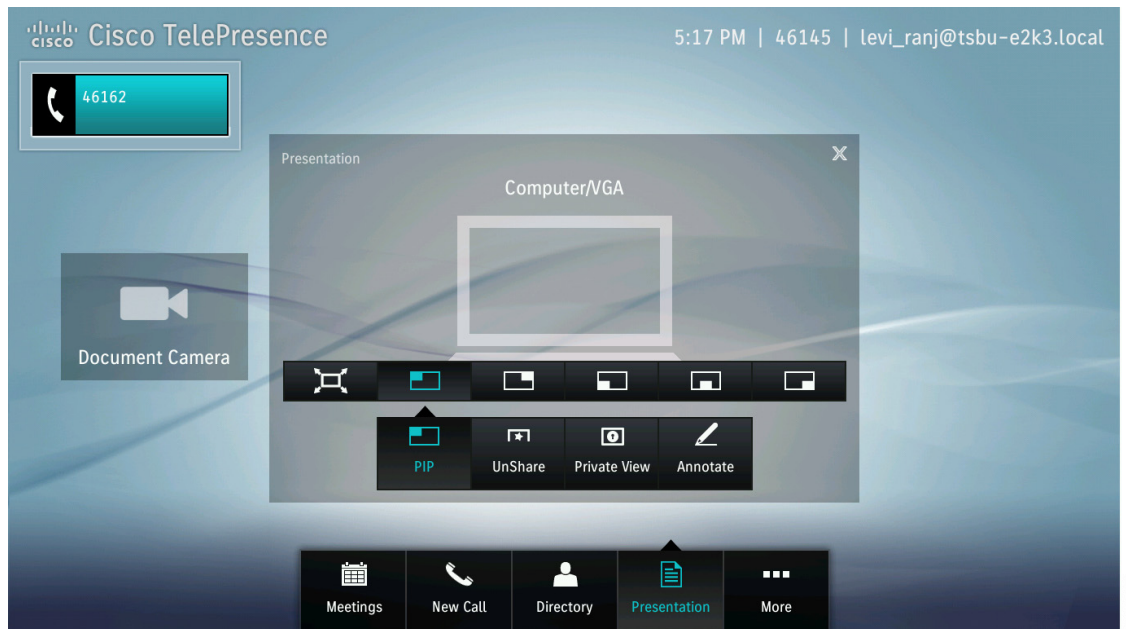 cisco Cisco TelePresence
5:17 PM | 46145 | levi_ranj@tsbu-e2k3.local
46162
Presentation
X
Computer/VGA
Document Camera
PIP
UnShare
Private View
Annotate
Meetings
New Call
Directory
Presentation
More